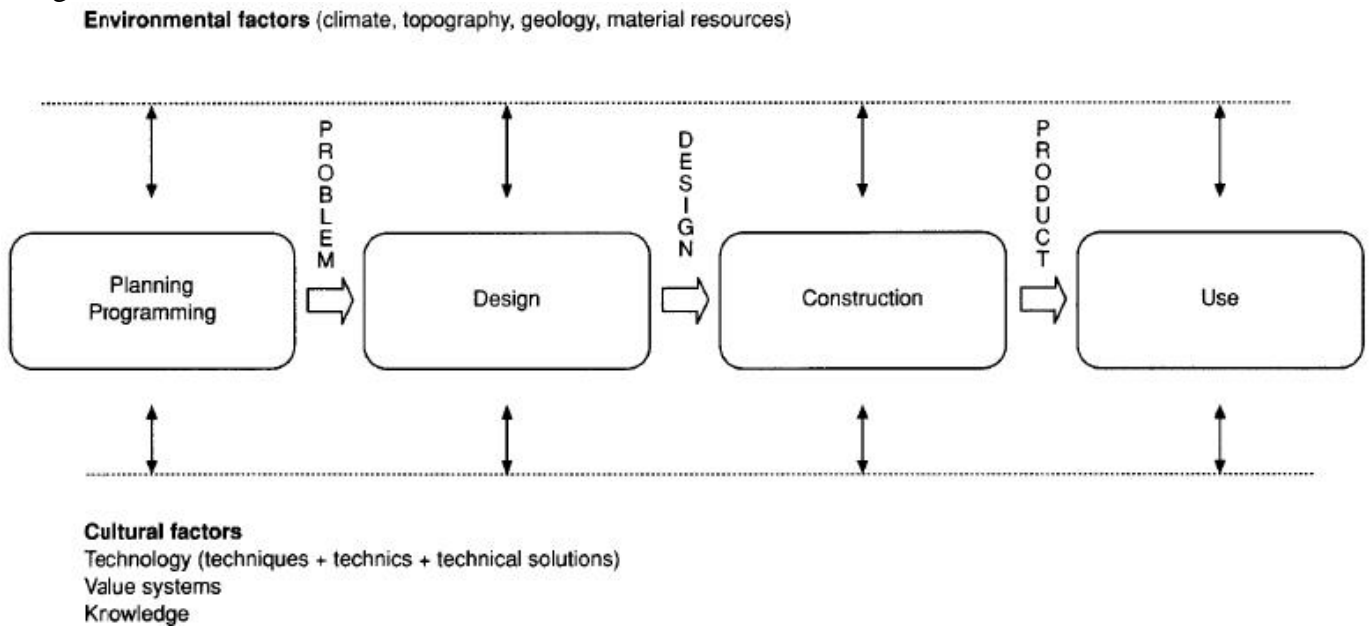 Environmental factors (climate, topography, geology, material resources)
PROBLEM
DESIGN
PRODUCT
Planning
Programming
Design
Construction
Use
Cultural factors
Technology (techniques + technics + technical solutions)
Value systems
Knowledge